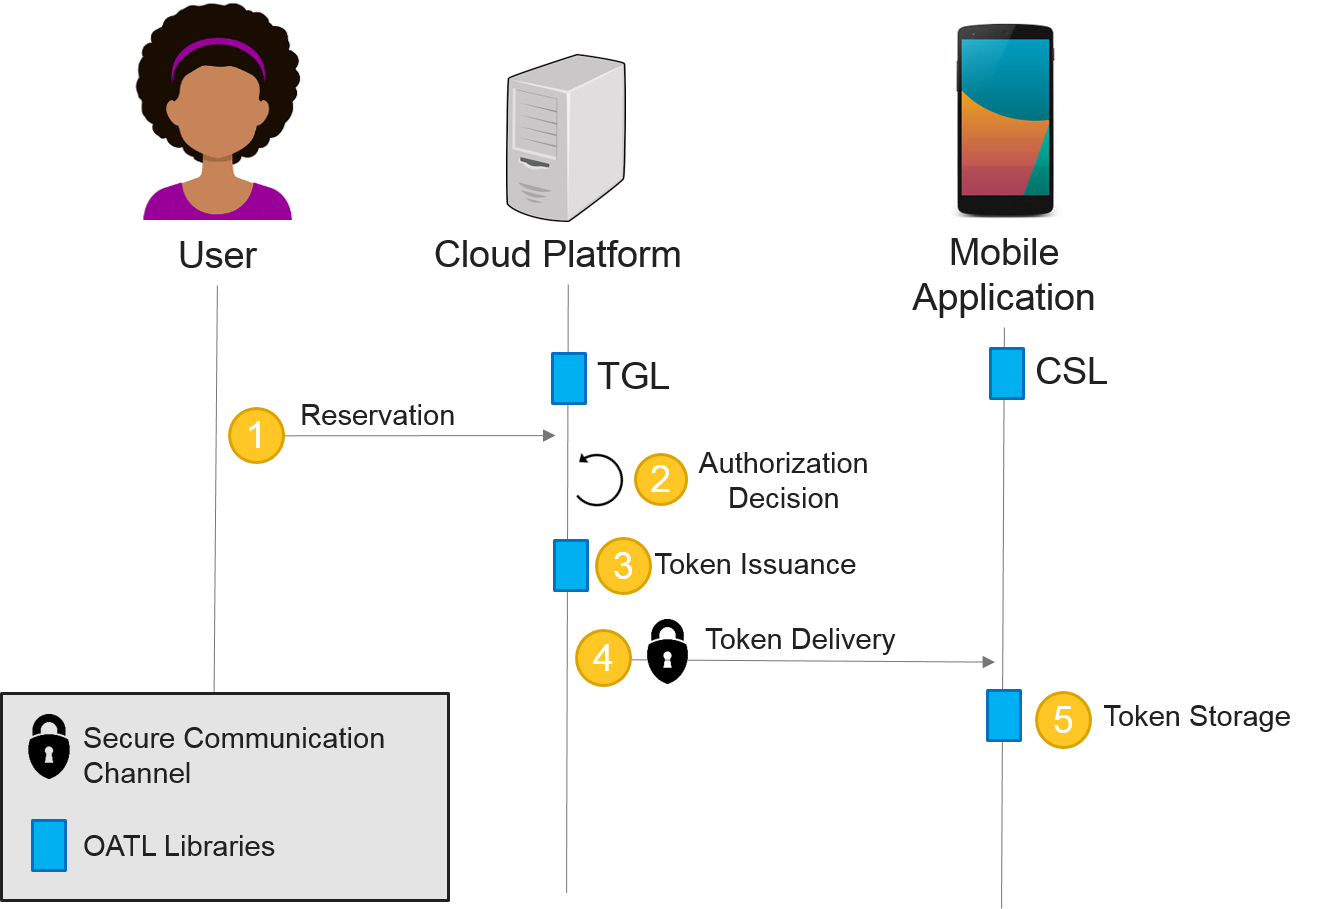 User
Cloud Platform
Mobile
Application
TGL
CSL
1
Reservation
2
Authorization
Decision
3
Token Issuance
4
Token Delivery
5
Token Storage
Secure Communication
Channel
OATL Libraries